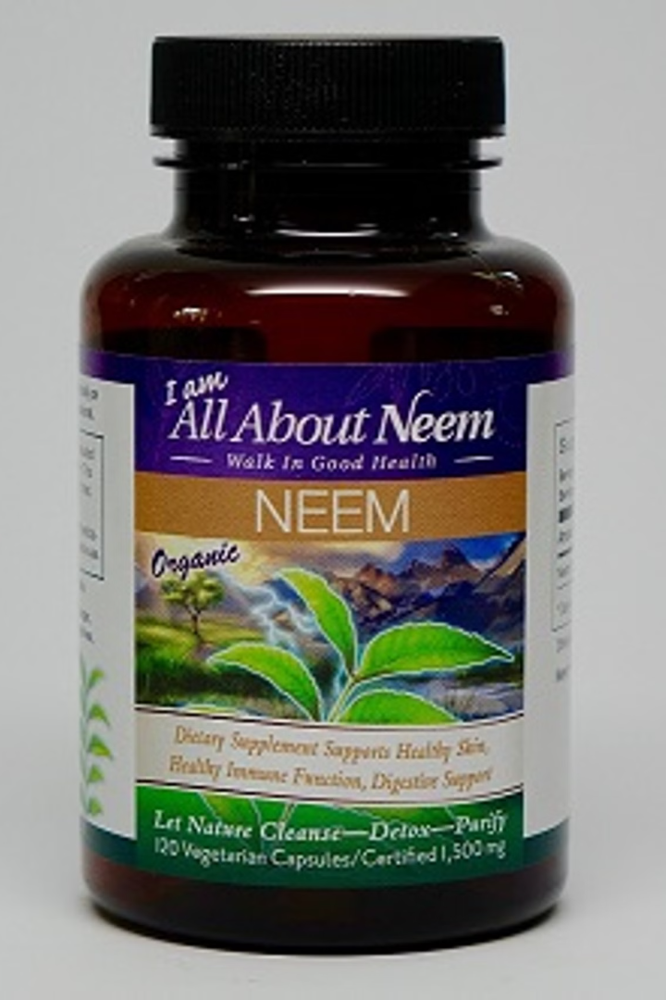 I am
All About Neem
Walk In Good Health
NEEM
Organic
Dietary Supplement Supports Healthy Skin,
Healthy Immune Function, Digestive Support
Let Nature Cleanse—Detox—Purify
120 Vegetarian Capsules/Certified 1,500 mg